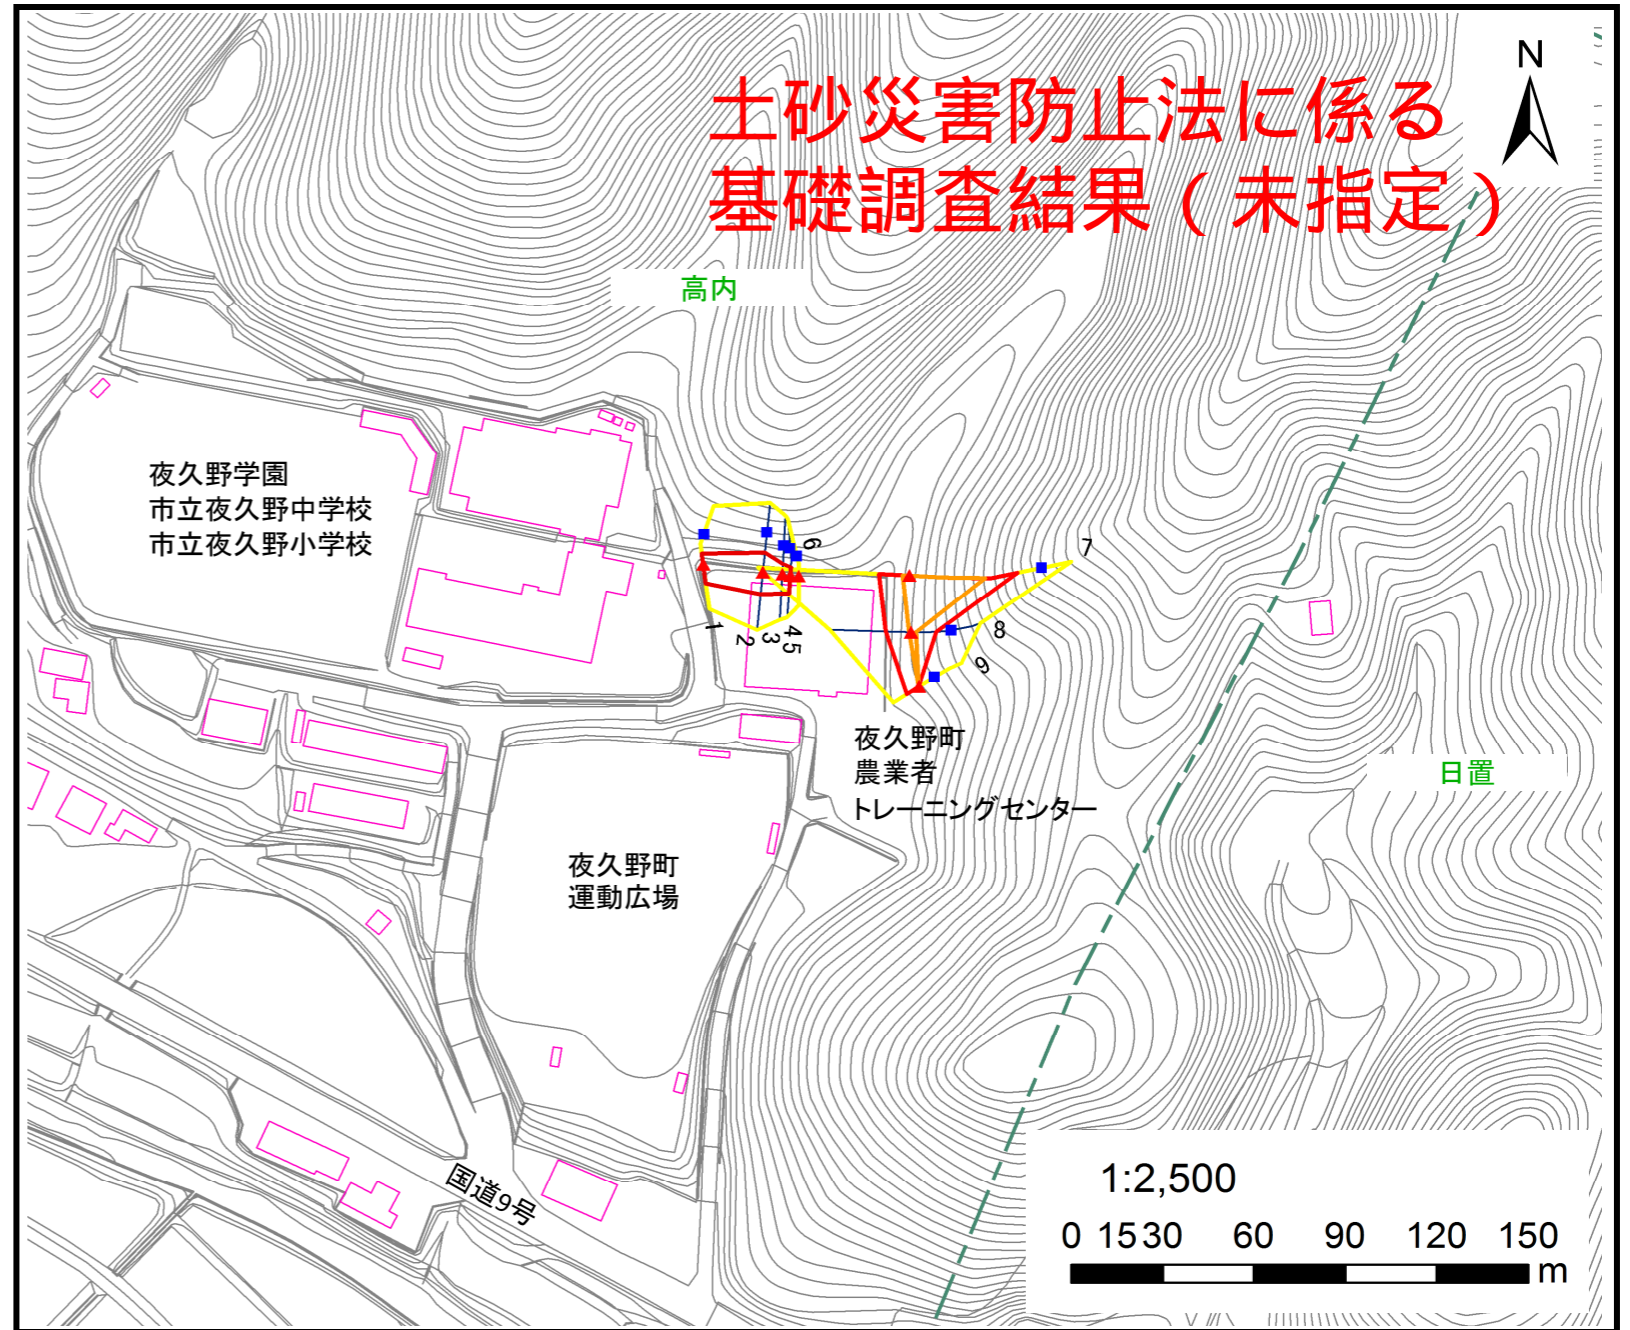 N
土砂災害防止法に係る
基礎調査結果(未指定)
高内
夜久野学園
市立夜久野中学校
市立夜久野小学校
6
7
1
2
3
4
5
8
9
夜久野町
農業者
トレーニングセンター
日置
夜久野町
運動広場
国道9号
1:2,500
0 15 30 60 90 120 150
m